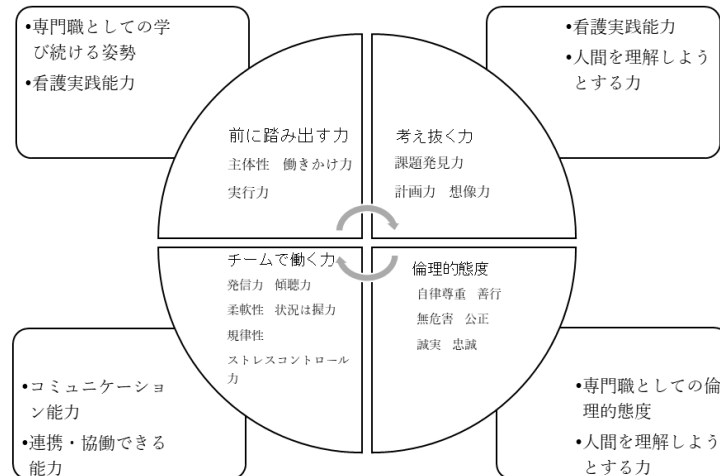 •専門職としての学
び続ける姿勢
•看護実践能力
•看護実践能力
•人間を理解しよう
とする力
前に踏み出す力
主体性　働きかけ力
実行力
考え抜く力
課題発見力
計画力　想像力
チームで働く力
発信力　傾聴力
柔軟性　状況は握力
規律性
ストレスコントロール
力
倫理的態度
自律尊重　善行
無危害　公正
誠実　忠誠
•コミュニケーショ
ン能力
•連携・協働できる
能力
•専門職としての倫
理的態度
•人間を理解しよう
とする力